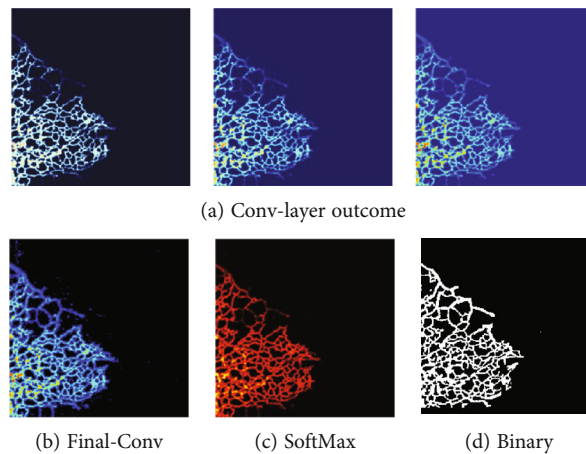 (a) Conv-layer outcome
(b) Final-Conv
(c) SoftMax
(d) Binary